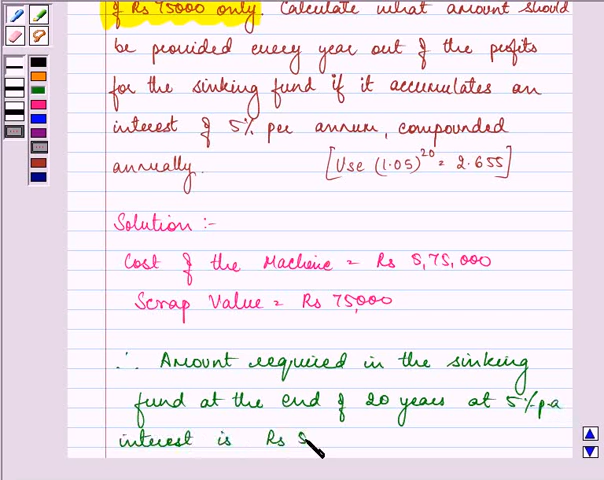 of Rs 75000 only. Calculate what amount should
be provided every year out of the profits
for the sinking fund if it accumulates an
interest of 5% per annum, compounded
annually. [Use (1.05)^20 = 2.655]
Solution :-
Cost of the Machine = Rs 5,75,000
Scrap Value = Rs 75,000
∴ Amount required in the sinking
fund at the end of 20 years at 5% p.a
interest is Rs 5